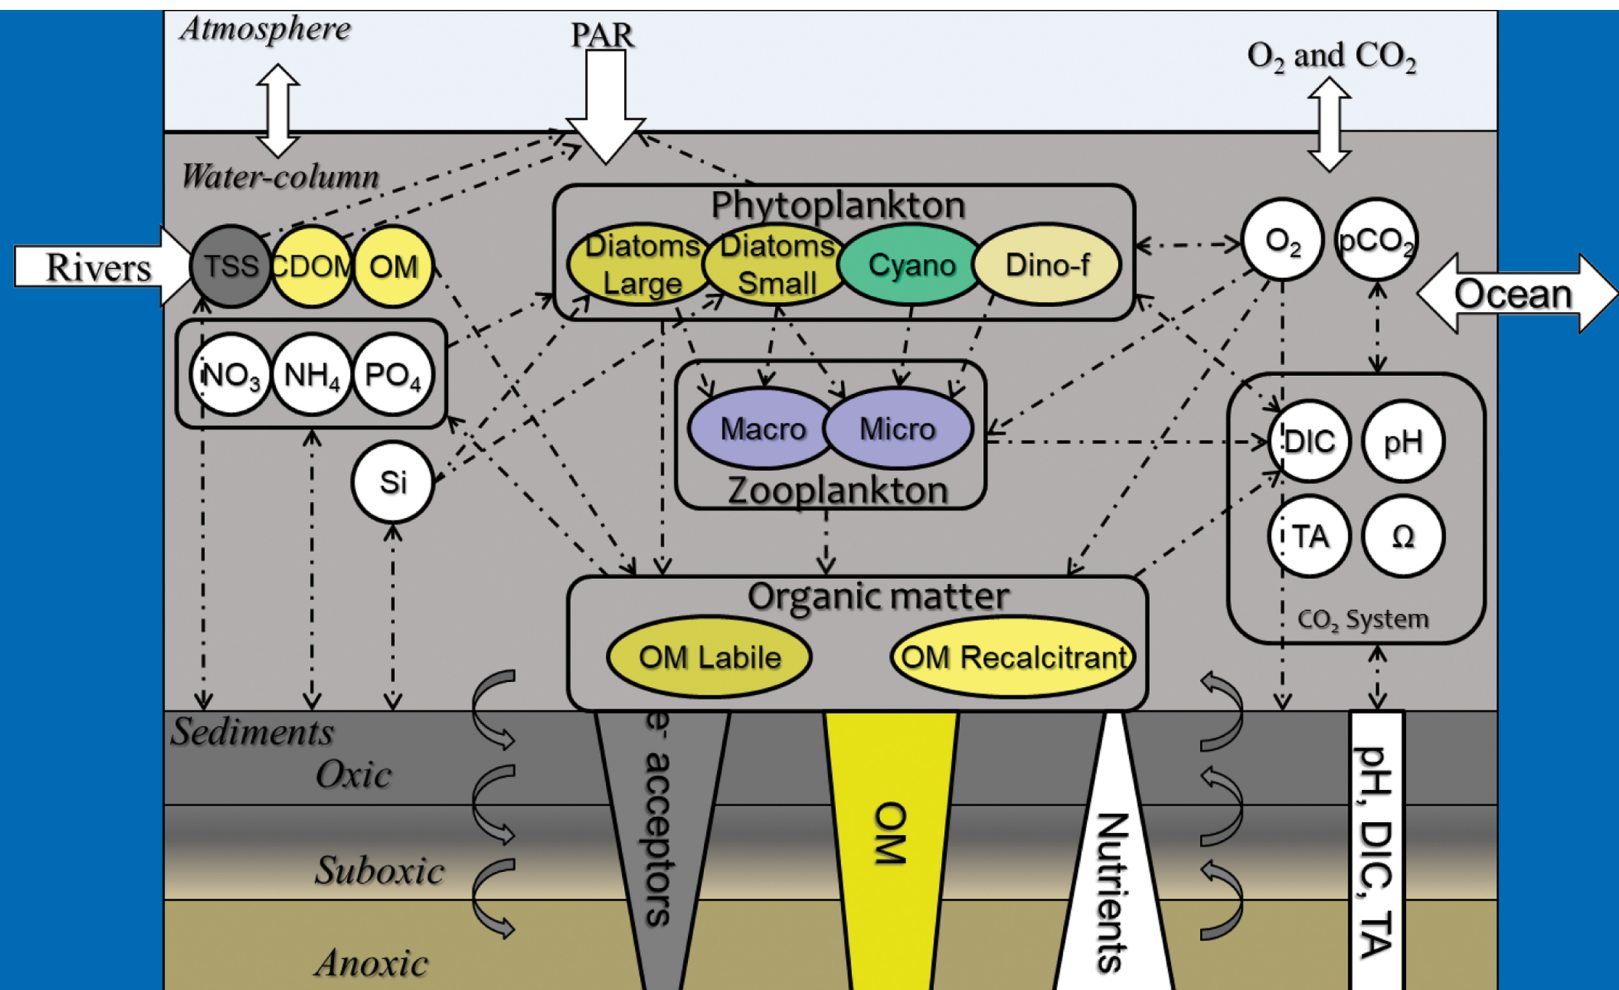 Atmosphere
PAR
O₂ and CO₂
Water-column
Rivers
TSS
CDOM
OM
Phytoplankton
Diatoms
Large
Diatoms
Small
Cyano
Dino-f
O₂
pCO₂
Ocean
NO₃
NH₄
PO₄
Si
Macro
Micro
Zooplankton
DIC
pH
TA
Ω
CO₂ System
Organic matter
OM Labile
OM Recalcitrant
Sediments
Oxic
Suboxic
Anoxic
e⁻ acceptors
OM
Nutrients
pH, DIC, TA